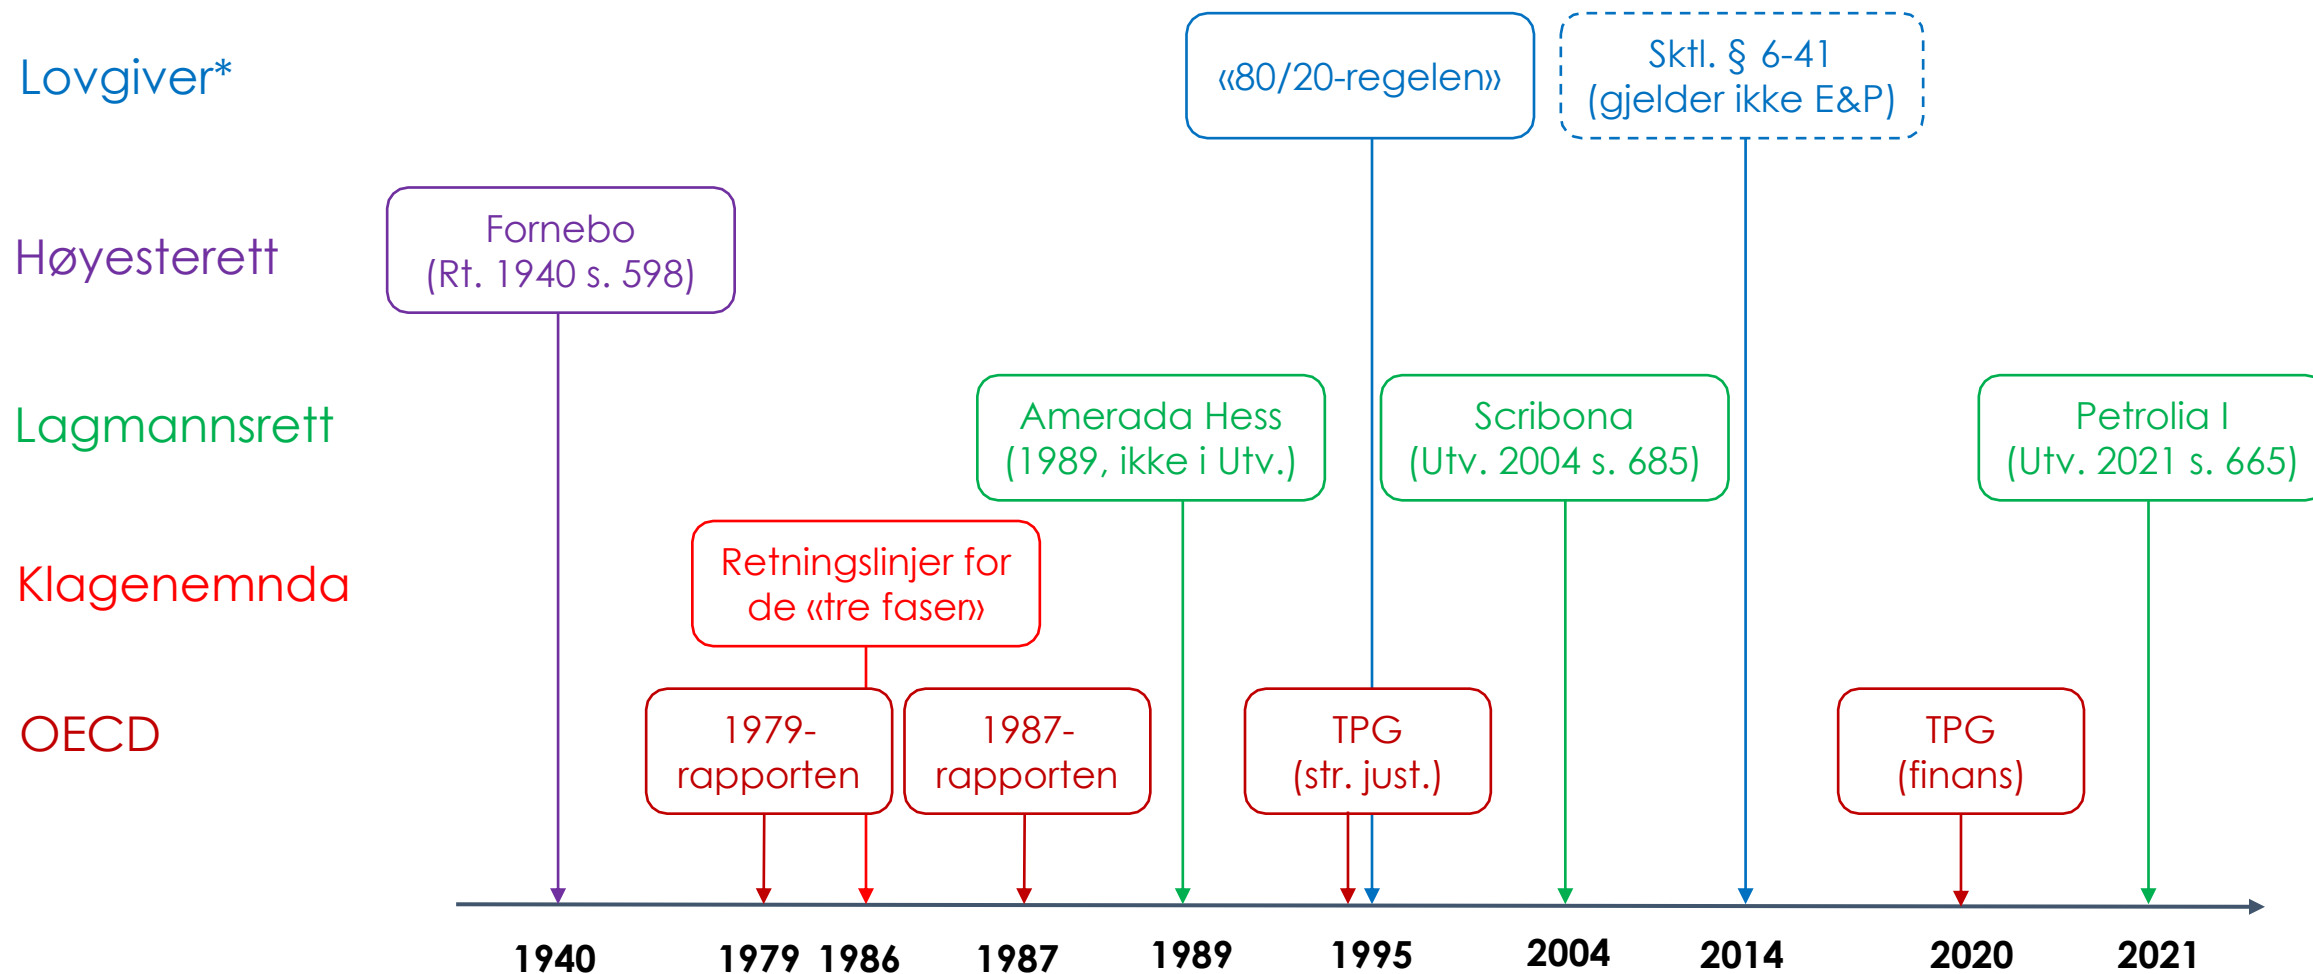 Lovgiver*
«80/20-regelen»
Sktl. § 6-41
(gjelder ikke E&P)
Høyesterett
Fornebo
(Rt. 1940 s. 598)
Lagmannsrett
Amerada Hess
(1989, ikke i Utv.)
Scribona
(Utv. 2004 s. 685)
Petrolia I
(Utv. 2021 s. 665)
Klagenemnda
Retningslinjer for
de «tre faser»
OECD
1979-
rapporten
1987-
rapporten
TPG
(str. just.)
TPG
(finans)
1940 1979 1986 1987 1989 1995 2004 2014 2020 2021